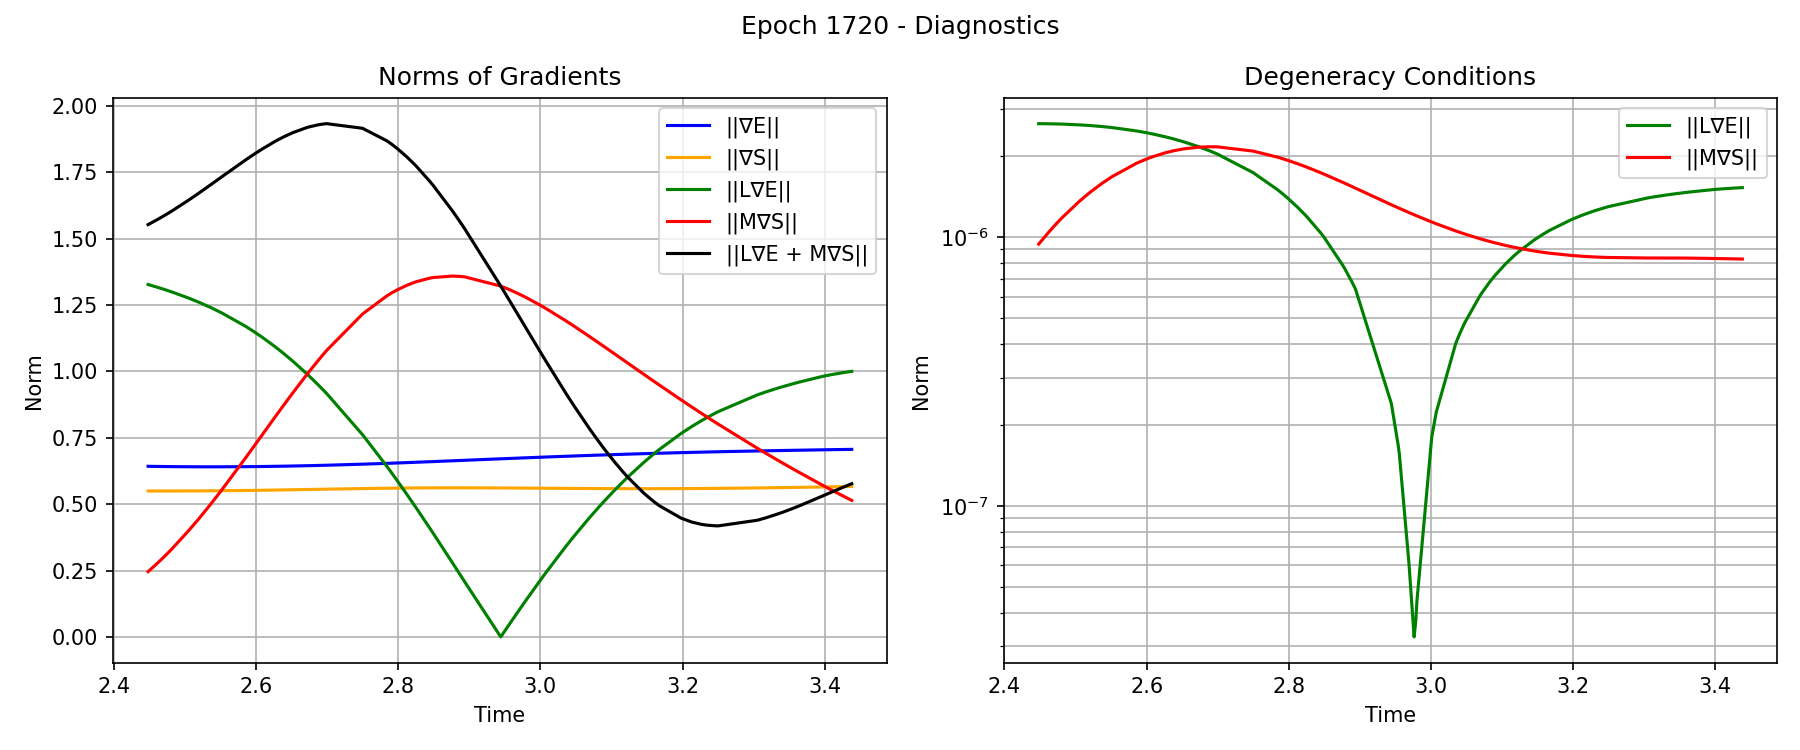 Epoch 1720 - Diagnostics
Norms of Gradients
Norm
2.00
1.75
1.50
1.25
1.00
0.75
0.50
0.25
0.00
2.4
2.6
2.8
3.0
3.2
3.4
Time
||∇E||
||∇S||
||L∇E||
||M∇S||
||L∇E + M∇S||
Degeneracy Conditions
Norm
10⁻⁶
10⁻⁷
2.4
2.6
2.8
3.0
3.2
3.4
Time
||L∇E||
||M∇S||